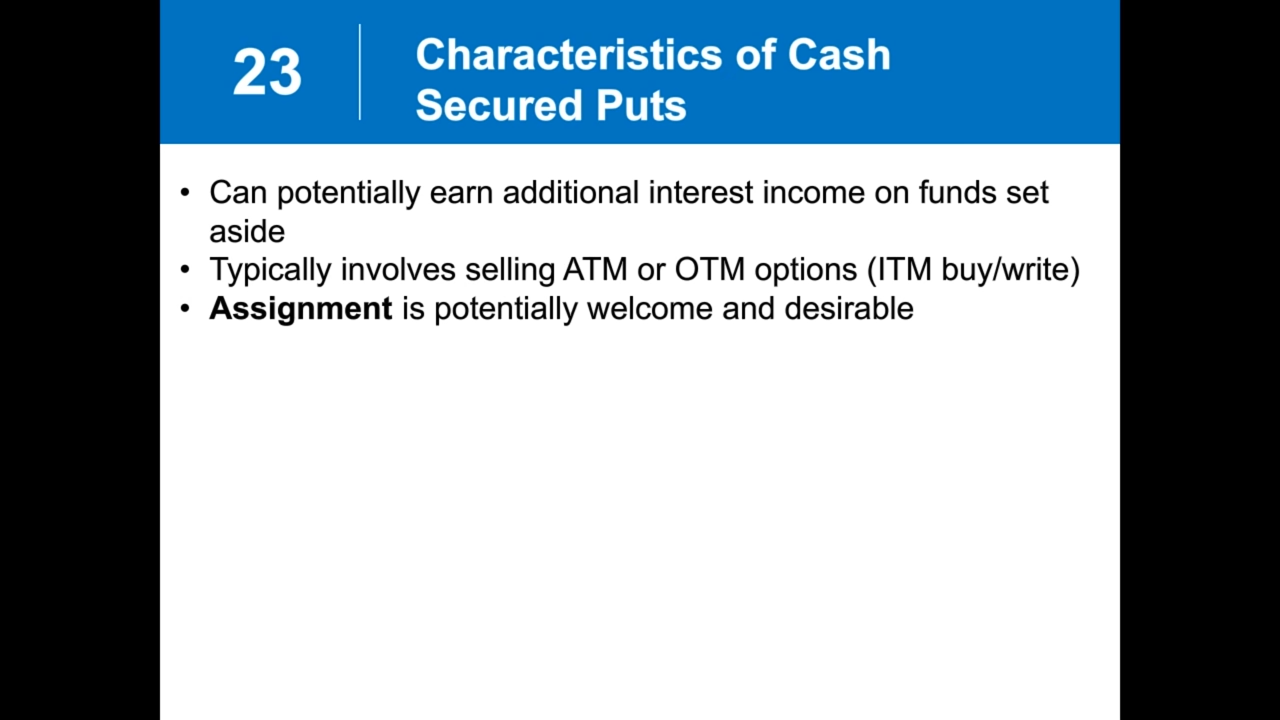 23
Characteristics of Cash
Secured Puts
• Can potentially earn additional interest income on funds set
aside
• Typically involves selling ATM or OTM options (ITM buy/write)
• Assignment is potentially welcome and desirable